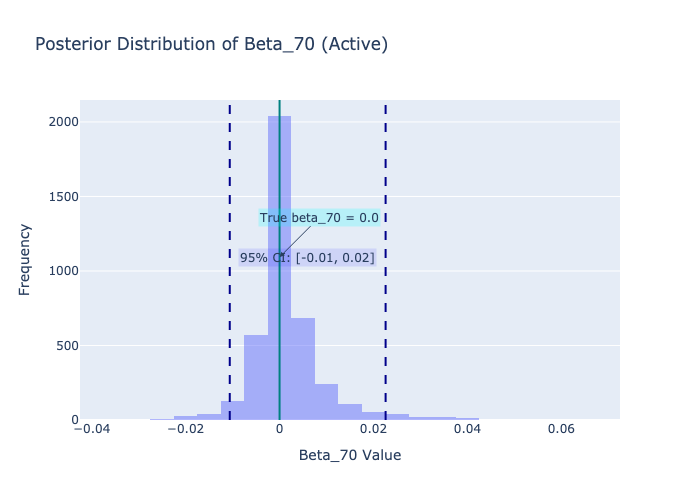 Posterior Distribution of Beta_70 (Active)
2000
1500
1000
500
0
Frequency
True beta_70 = 0.0
95% CI: [-0.01, 0.02]
−0.04
−0.02
0
0.02
0.04
0.06
Beta_70 Value